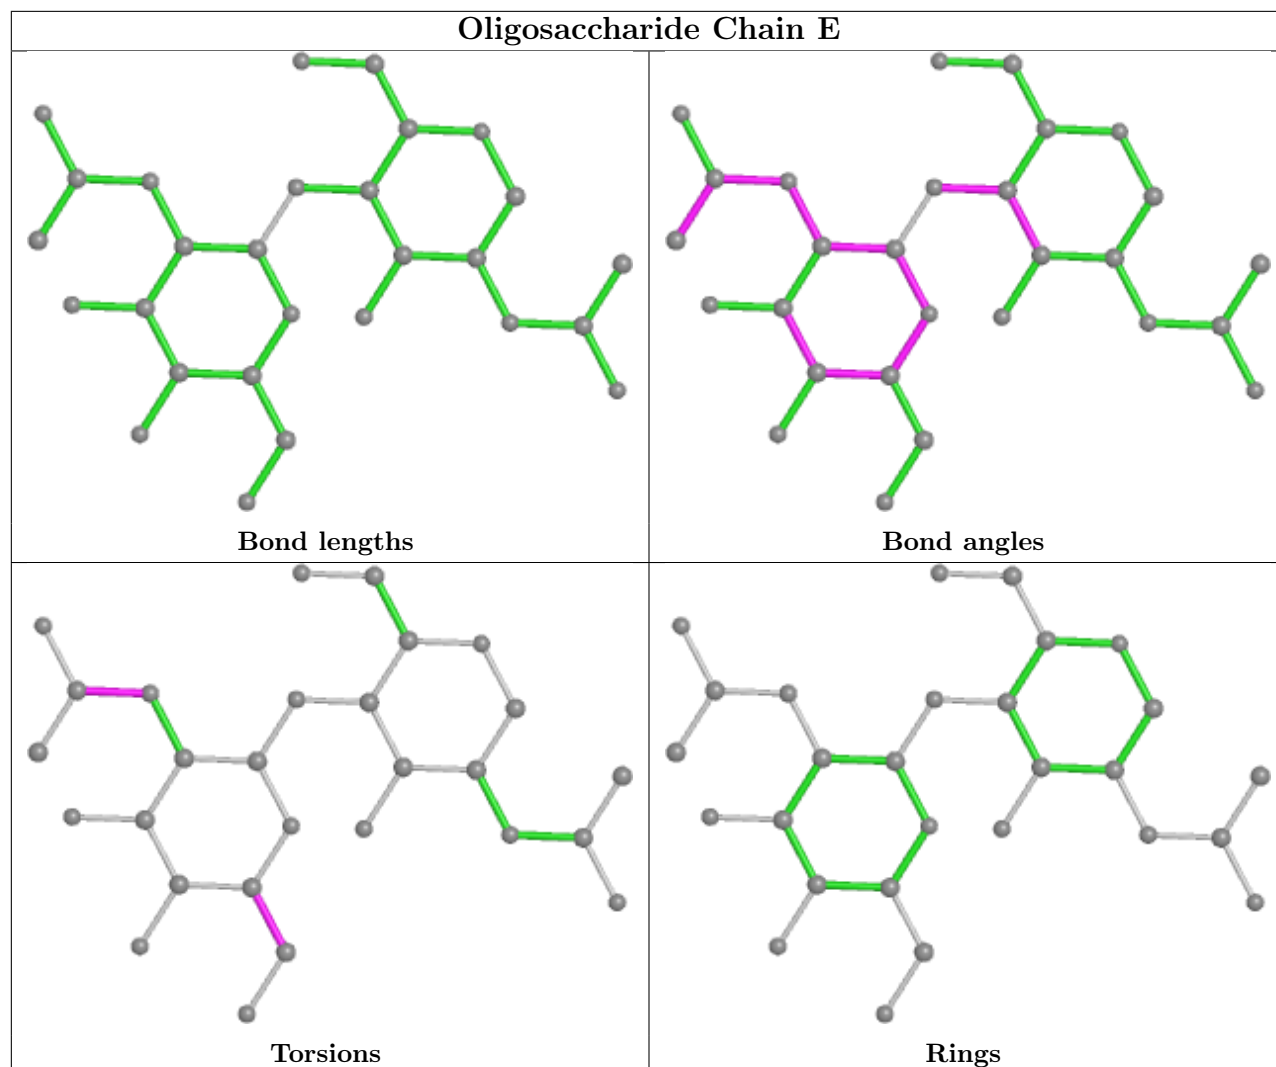 Oligosaccharide Chain E
Bond lengths
Bond angles
Torsions
Rings